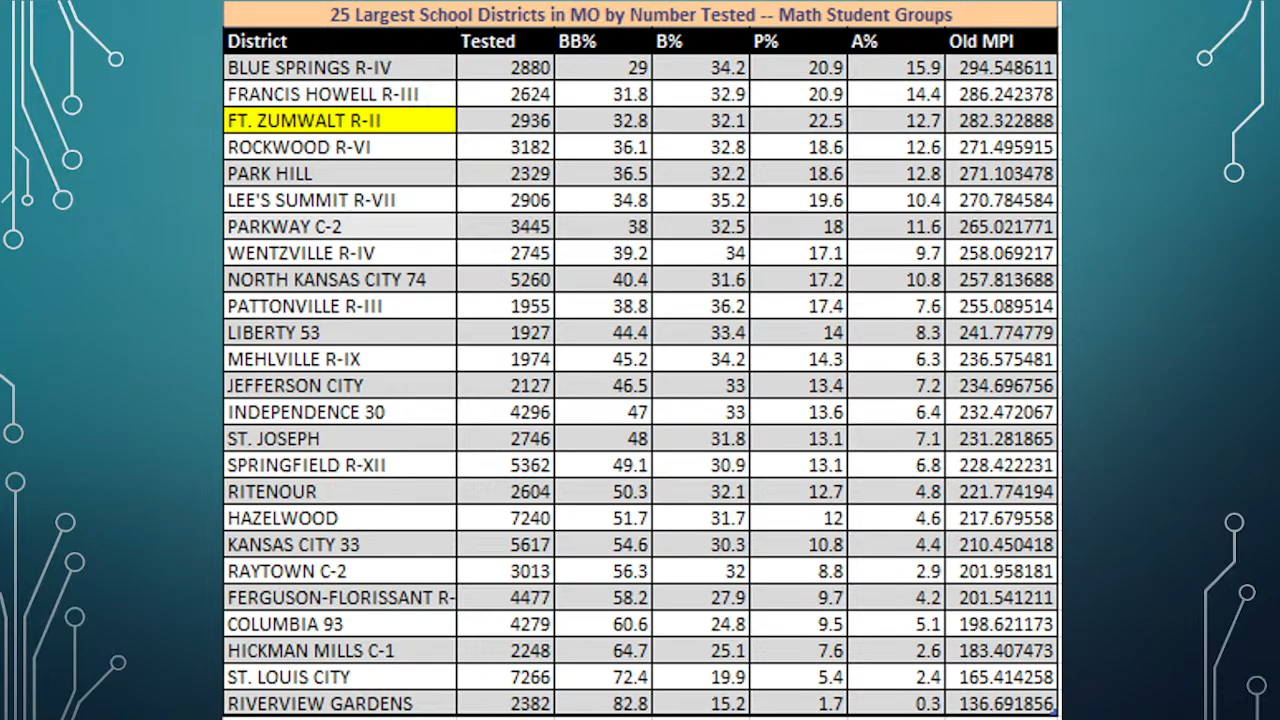 25 Largest School Districts in MO by Number Tested -- Math Student Groups
District Tested BB% B% P% A% Old MPI
BLUE SPRINGS R-IV 2880 29 34.2 20.9 15.9 294.548611
FRANCIS HOWELL R-III 2624 31.8 32.9 20.9 14.4 286.242378
FT. ZUMWALT R-II 2936 32.8 32.1 22.5 12.7 282.322888
ROCKWOOD R-VI 3182 36.1 32.8 18.6 12.6 271.495915
PARK HILL 2329 36.5 32.2 18.6 12.8 271.103478
LEE'S SUMMIT R-VII 2906 34.8 35.2 19.6 10.4 270.784584
PARKWAY C-2 3445 38 32.5 18 11.6 265.021771
WENTZVILLE R-IV 2745 39.2 34 17.1 9.7 258.069217
NORTH KANSAS CITY 74 5260 40.4 31.6 17.2 10.8 257.813688
PATTONVILLE R-III 1955 38.8 36.2 17.4 7.6 255.089514
LIBERTY 53 1927 44.4 33.4 14 8.3 241.774779
MEHLVILLE R-IX 1974 45.2 34.2 14.3 6.3 236.575481
JEFFERSON CITY 2127 46.5 33 13.4 7.2 234.696756
INDEPENDENCE 30 4296 47 33 13.6 6.4 232.472067
ST. JOSEPH 2746 48 31.8 13.1 7.1 231.281865
SPRINGFIELD R-XII 5362 49.1 30.9 13.1 6.8 228.422231
RITENOUR 2604 50.3 32.1 12.7 4.8 221.774194
HAZELWOOD 7240 51.7 31.7 12 4.6 217.679558
KANSAS CITY 33 5617 54.6 30.3 10.8 4.4 210.450418
RAYTOWN C-2 3013 56.3 32 8.8 2.9 201.958181
FERGUSON-FLORISSANT R- 4477 58.2 27.9 9.7 4.2 201.541211
COLUMBIA 93 4279 60.6 24.8 9.5 5.1 198.621173
HICKMAN MILLS C-1 2248 64.7 25.1 7.6 2.6 183.407473
ST. LOUIS CITY 7266 72.4 19.9 5.4 2.4 165.414258
RIVERVIEW GARDENS 2382 82.8 15.2 1.7 0.3 136.691856